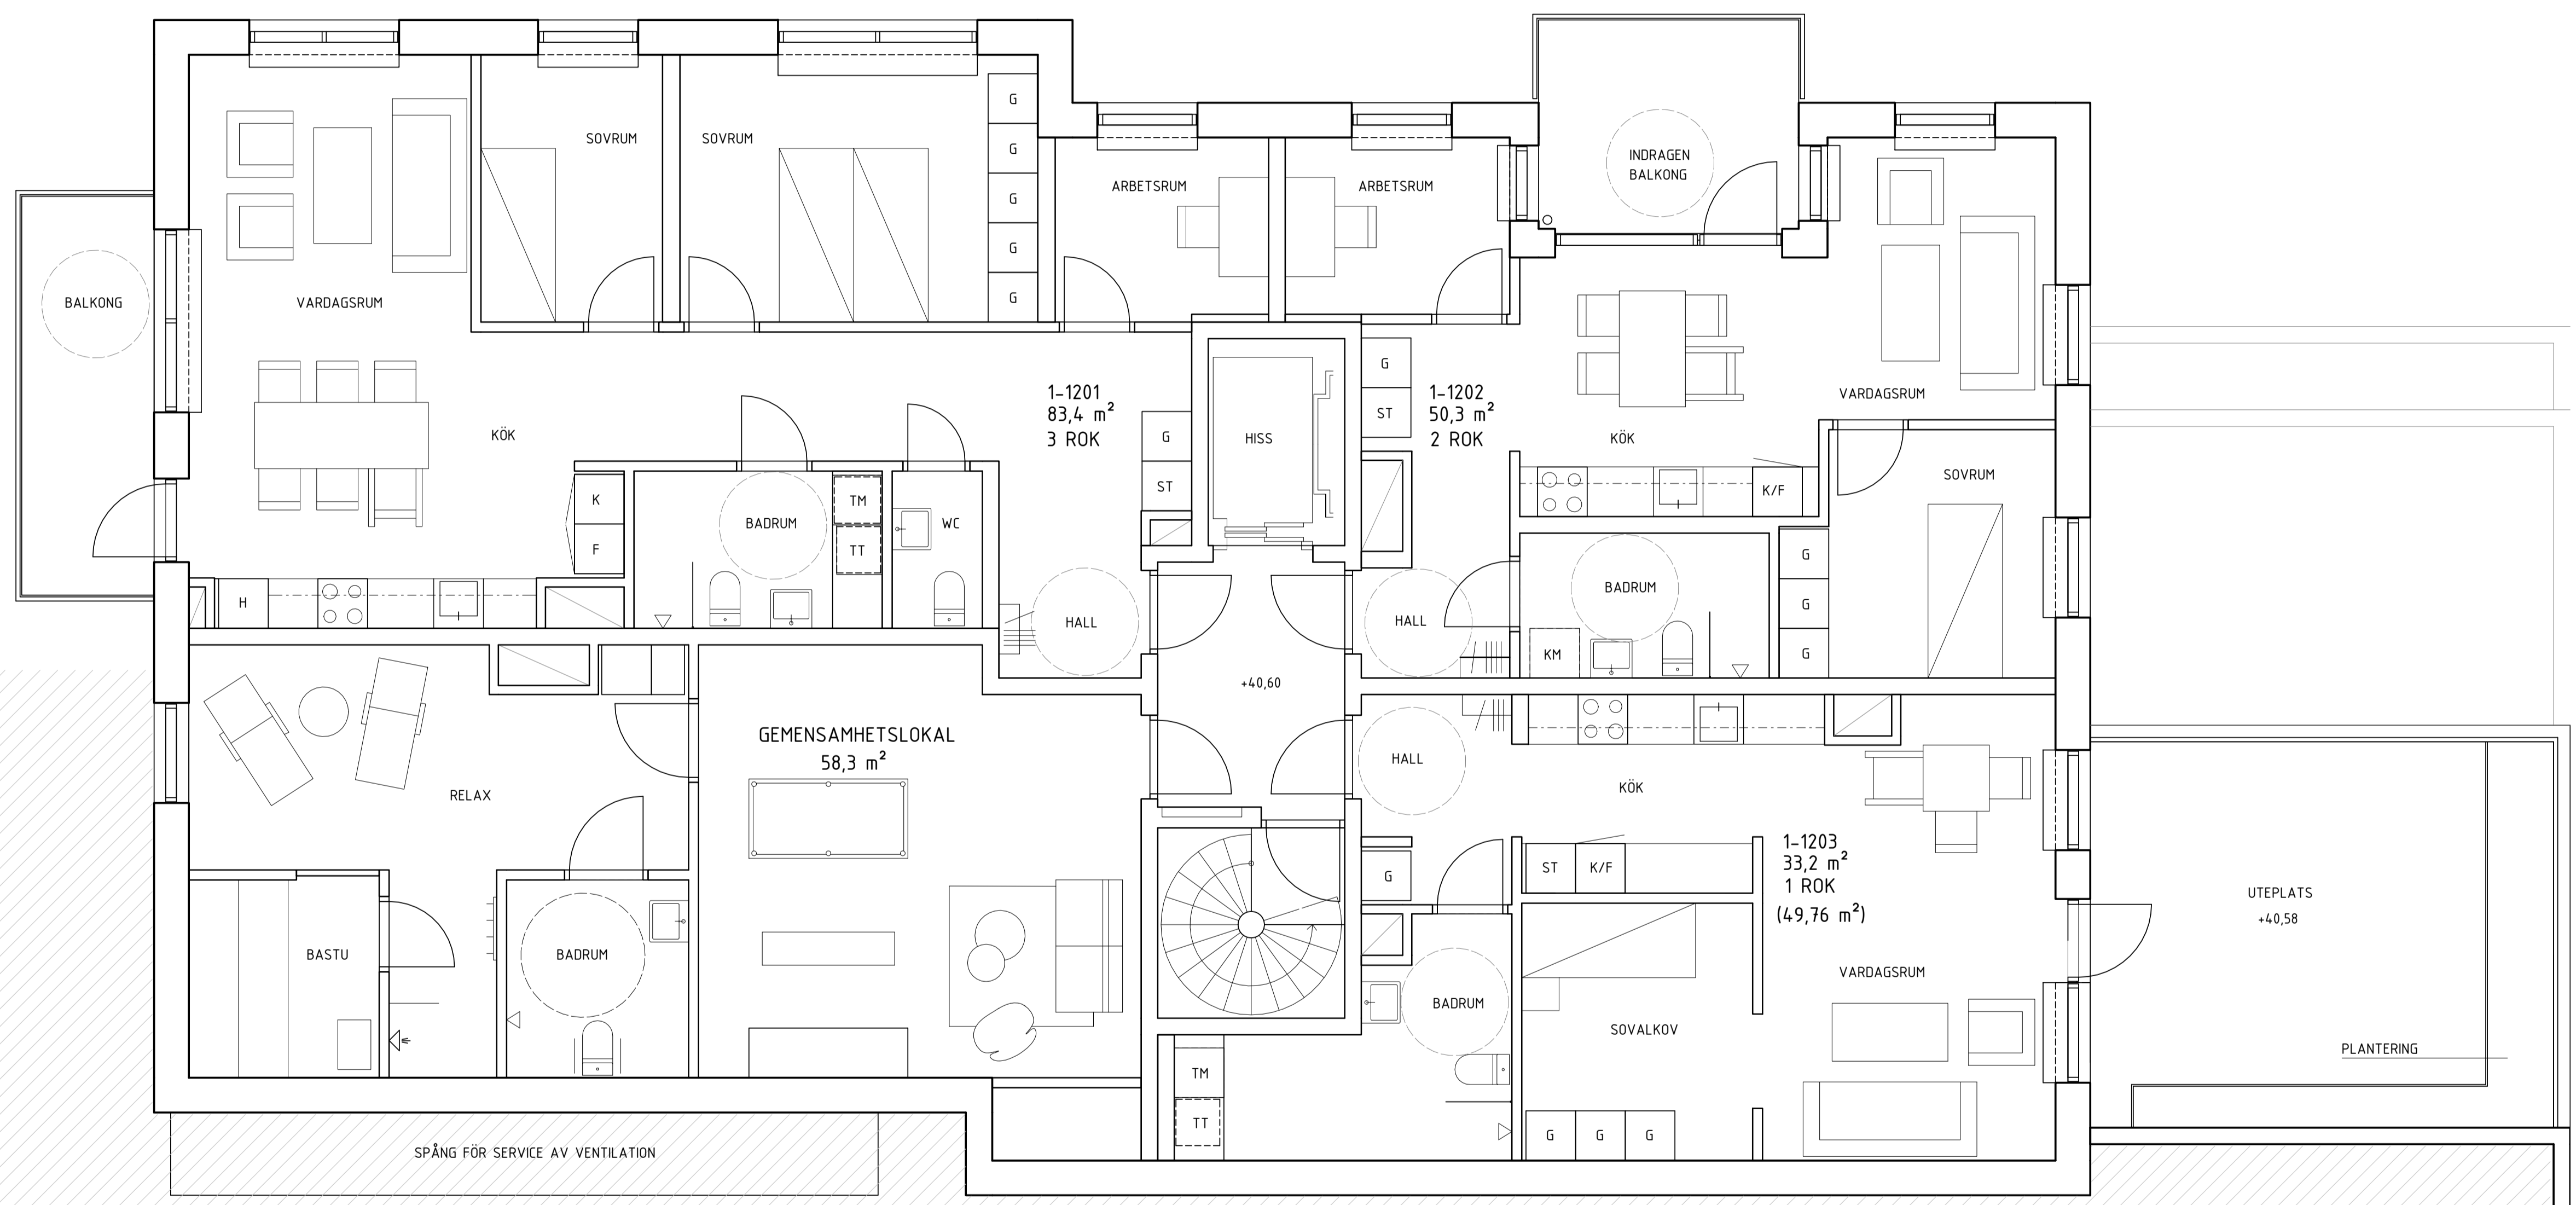 BALKONG
VARDAGSRUM
SOVRUM
SOVRUM
G
G
G
G
G
ARBETSRUM
KÖK
1-1201
83,4 m²
3 ROK
G
ST
K
F
H
BADRUM
TM
TT
WC
HALL
HISS
+40,60
ARBETSRUM
INDRAGEN
BALKONG
G
ST
1-1202
50,3 m²
2 ROK
KÖK
VARDAGSRUM
K/F
SOVRUM
BADRUM
KM
G
G
G
HALL
GEMENSAMHETSLOKAL
58,3 m²
RELAX
BASTU
BADRUM
HALL
KÖK
1-1203
33,2 m²
1 ROK
(49,76 m²)
G
ST
K/F
VARDAGSRUM
SOVALKOV
BADRUM
TM
TT
G
G
G
UTEPLATS
+40,58
PLANTERING
SPÅNG FÖR SERVICE AV VENTILATION